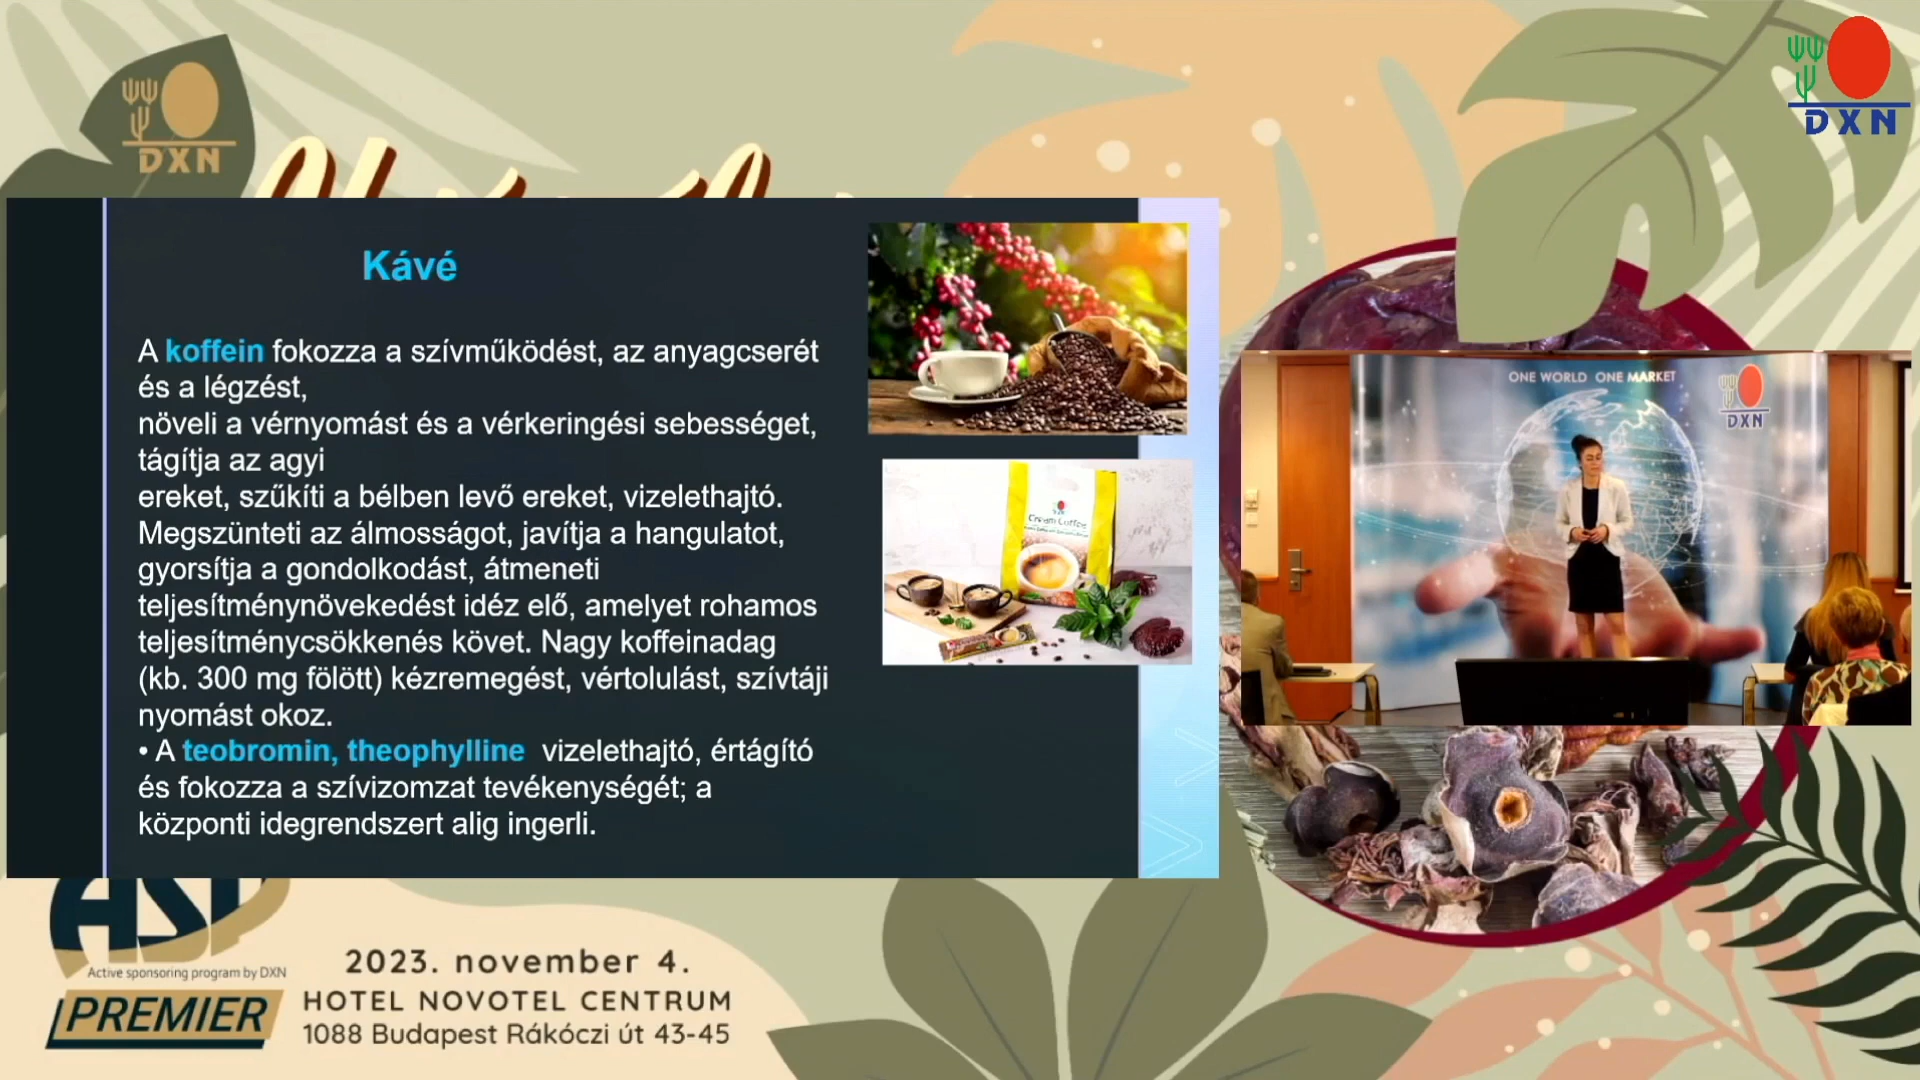 DXN
DXN
Kávé
A koffein fokozza a szívműködést, az anyagcserét
és a légzést,
növeli a vérnyomást és a vérkeringési sebességet,
tágítja az agyi
ereket, szűkíti a bélben levő ereket, vizelethajtó.
Megszünteti az álmosságot, javítja a hangulatot,
gyorsítja a gondolkodást, átmeneti
teljesítménynövekedést idéz elő, amelyet rohamos
teljesítménycsökkenés követ. Nagy koffeinadag
(kb. 300 mg fölött) kézremegést, vértolulást, szívtáji
nyomást okoz.
• A teobromin, theophylline vizelethajtó, értágító
és fokozza a szívizomzat tevékenységét; a
központi idegrendszert alig ingerli.
Cream Coffee
ONE WORLD ONE MARKET
DXN
ASP
Active sponsoring program by DXN
PREMIER
2023. november 4.
HOTEL NOVOTEL CENTRUM
1088 Budapest Rákóczi út 43-45